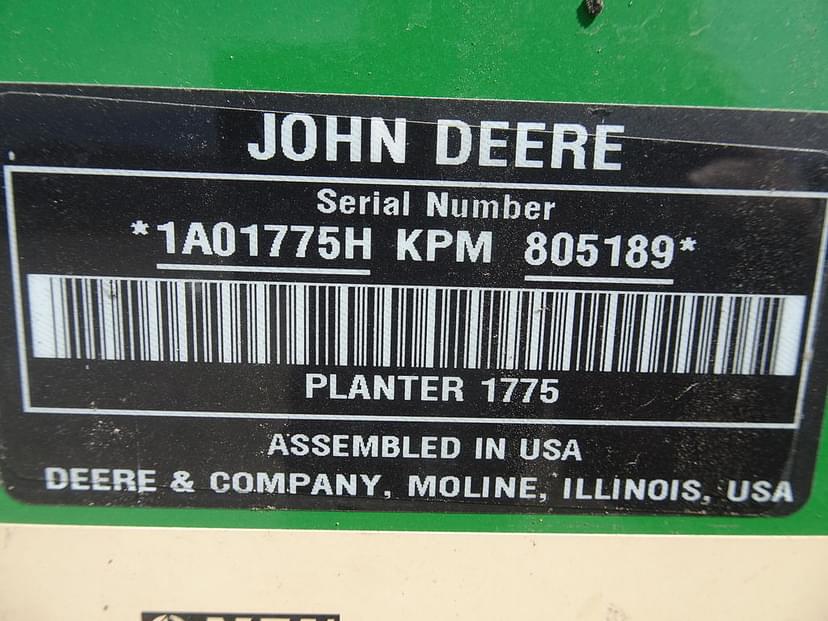 JOHN DEERE
Serial Number
*1A01775H KPM 805189*
PLANTER 1775
ASSEMBLED IN USA
DEERE & COMPANY, MOLINE, ILLINOIS, USA